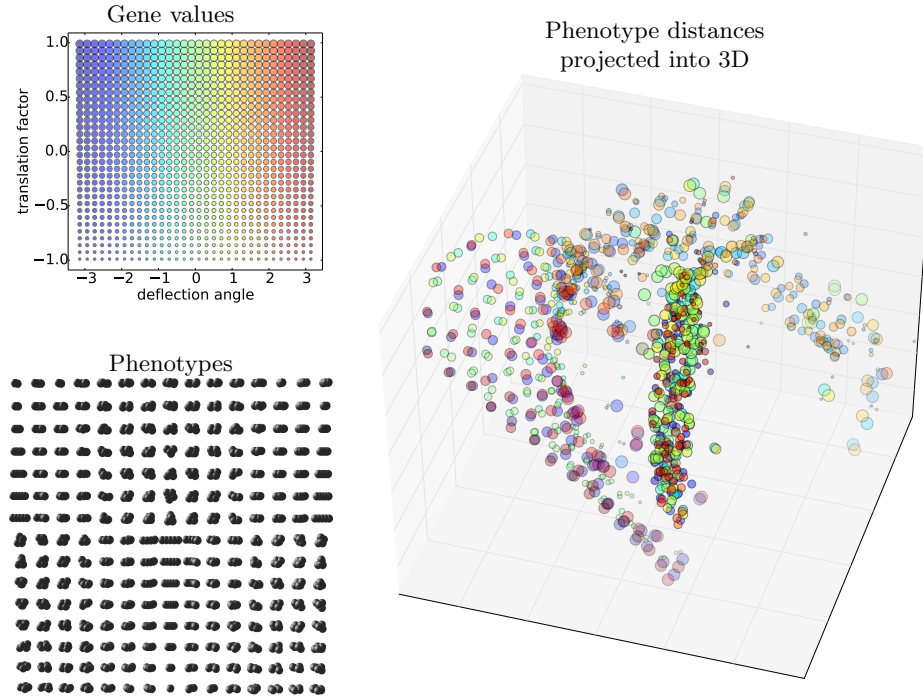 Gene values
1.0
0.5
0.0
−0.5
−1.0
translation factor
−3 −2 −1 0 1 2 3
deflection angle
Phenotypes
Phenotype distances
projected into 3D